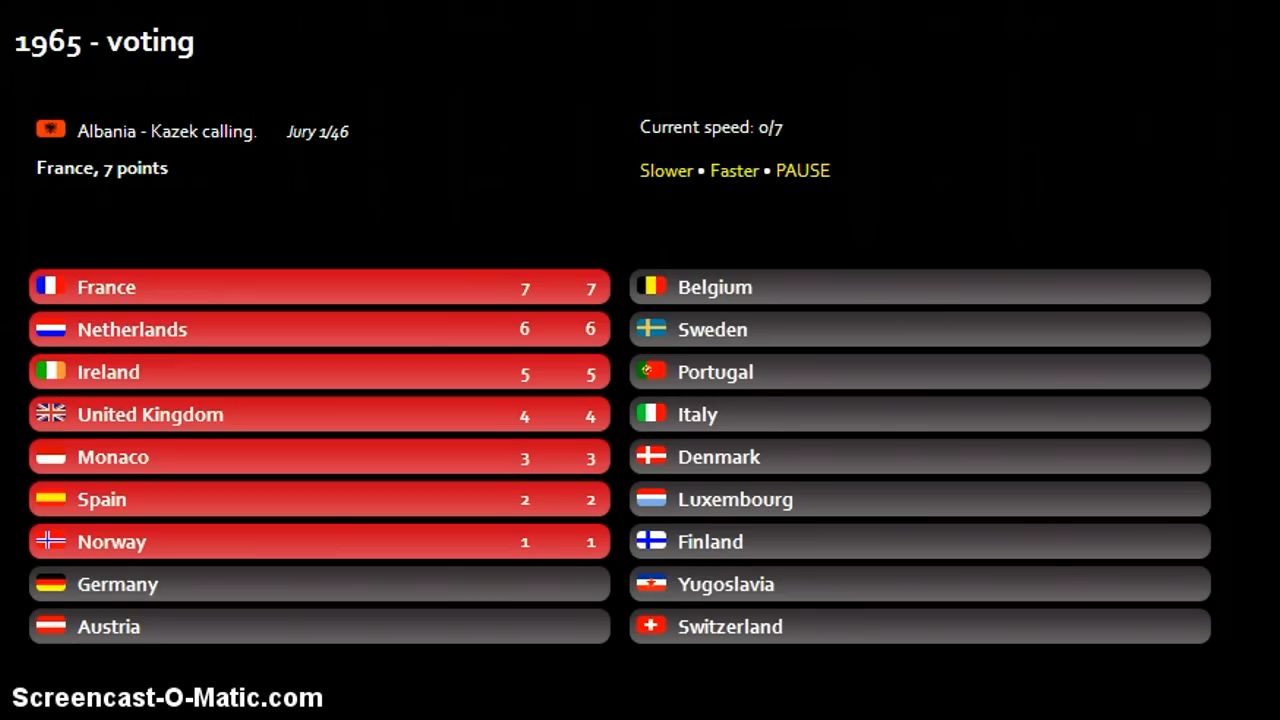 1965 - voting
Albania - Kazek calling. Jury 1/46
France, 7 points
Current speed: 0/7
Slower • Faster • PAUSE
France 7 7
Netherlands 6 6
Ireland 5 5
United Kingdom 4 4
Monaco 3 3
Spain 2 2
Norway 1 1
Germany
Austria
Belgium
Sweden
Portugal
Italy
Denmark
Luxembourg
Finland
Yugoslavia
Switzerland
Screencast-O-Matic.com